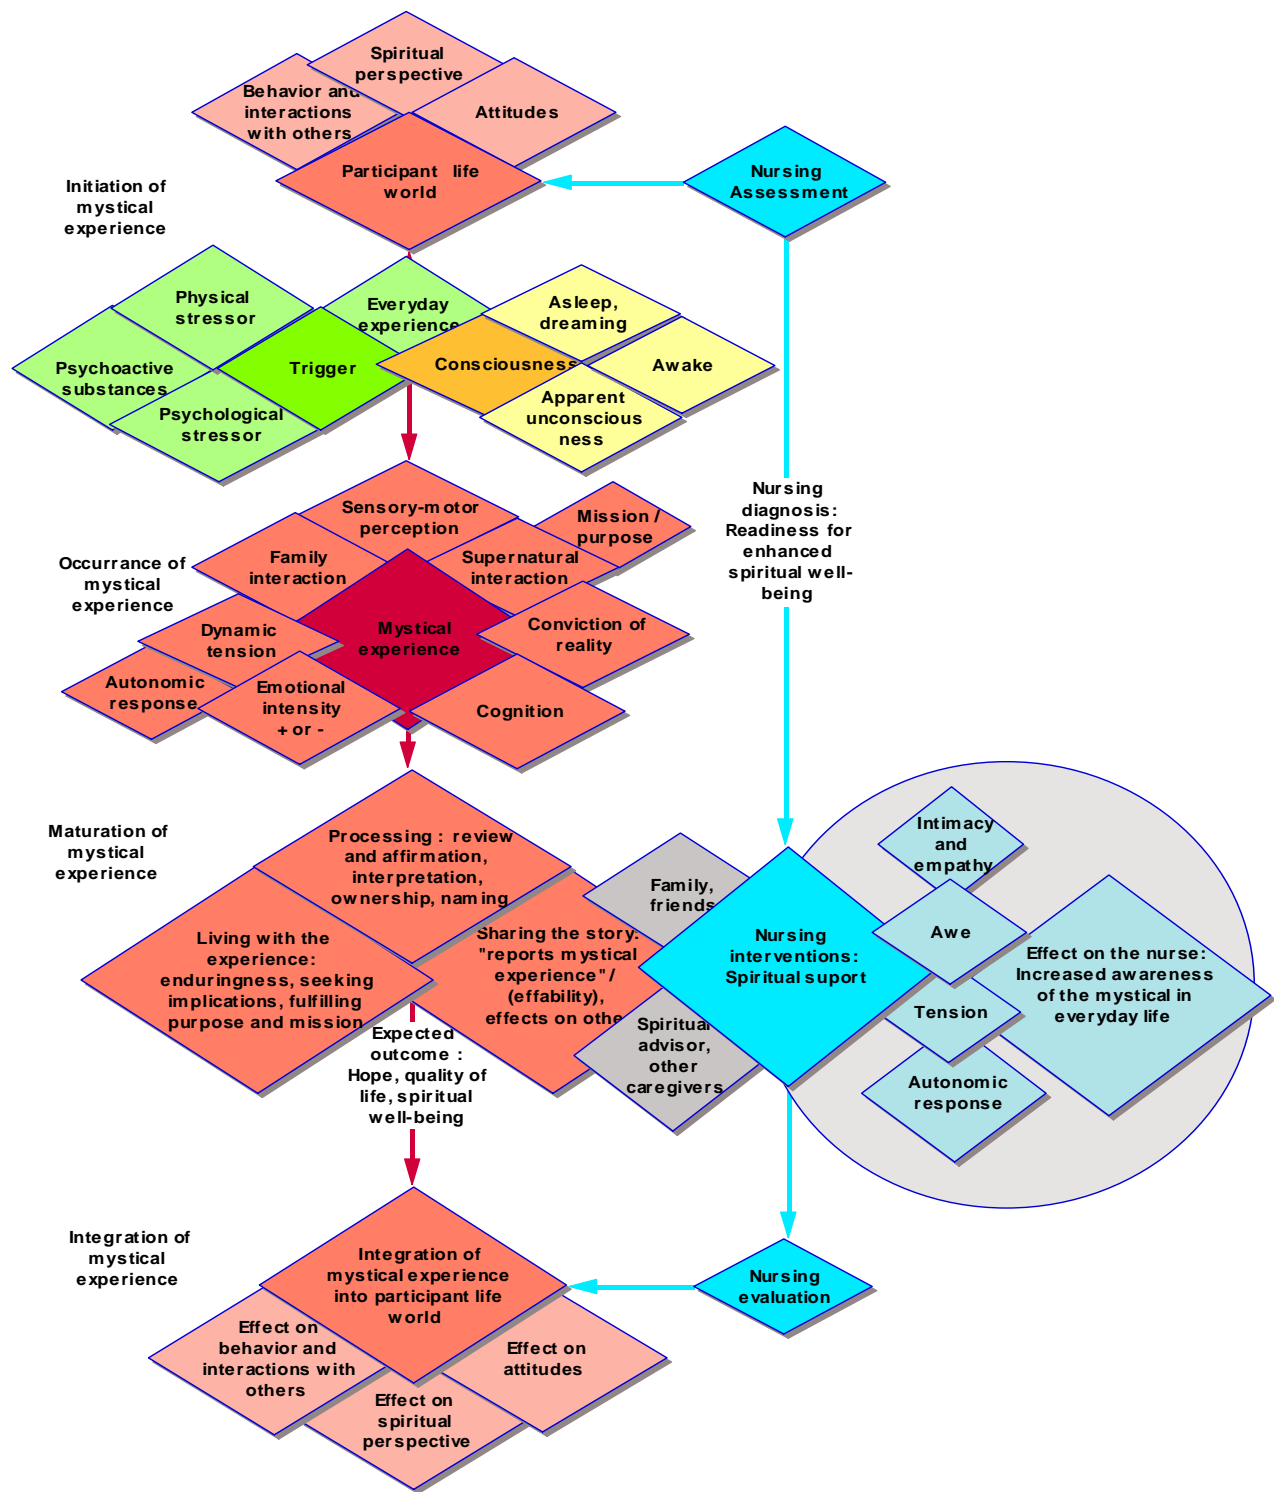 Spiritual
perspective
Behavior and
interactions
with others
Attitudes
Participant life
world
Nursing
Assessment
Initiation of
mystical
experience
Physical
stressor
Everyday
experience
Asleep,
dreaming
Psychoactive
substances
Trigger
Consciousness
Awake
Psychological
stressor
Apparent
unconscious
ness
Nursing
diagnosis:
Readiness for
enhanced
spiritual well-
being
Sensory-motor
perception
Mission /
purpose
Family
interaction
Supernatural
interaction
Occurrance of
mystical
experience
Dynamic
tension
Mystical
experience
Conviction of
reality
Autonomic
response
Emotional
intensity
+ or -
Cognition
Maturation of
mystical
experience
Processing : review
and affirmation,
interpretation,
ownership, naming
Family,
friends
Intimacy
and
empathy
Living with the
experience:
enduringness, seeking
implications, fulfilling
purpose and mission
Sharing the story:
"reports mystical
experience"/
(effability),
effects on othe
Nursing
interventions:
Spiritual suport
Awe
Effect on the nurse:
Increased awareness
of the mystical in
everyday life
Tension
Spiritual
advisor,
other
caregivers
Autonomic
response
Expected
outcome :
Hope, quality of
life, spiritual
well-being
Integration of
mystical
experience
Integration of
mystical experience
into participant life
world
Nursing
evaluation
Effect on
behavior and
interactions with
others
Effect on
attitudes
Effect on
spiritual
perspective